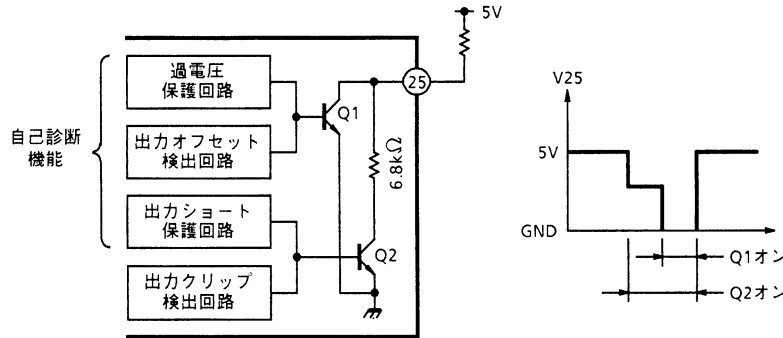 5V
過電圧
保護回路
25
Q1
自己診断
機能
出力オフセット
検出回路
6.8kΩ
出力ショート
保護回路
Q2
出力クリップ
検出回路
V25
5V
GND
Q1オン
Q2オン